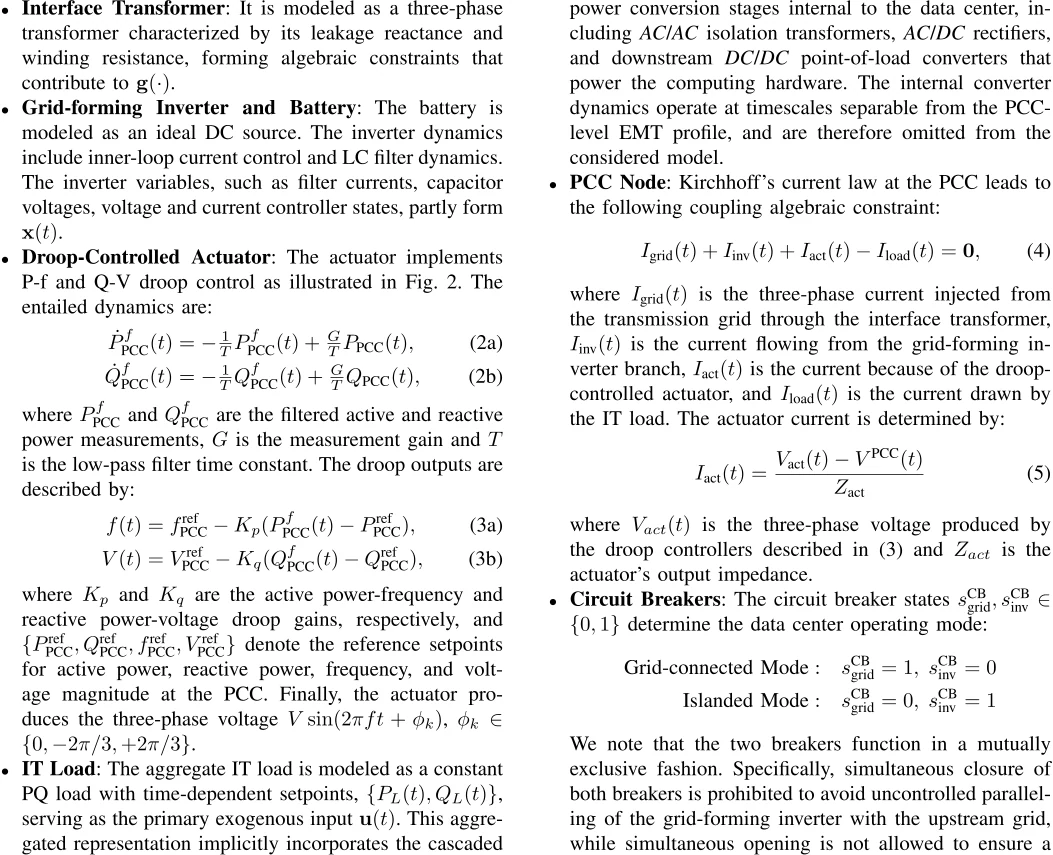 • Interface Transformer: It is modeled as a three-phase
transformer characterized by its leakage reactance and
winding resistance, forming algebraic constraints that
contribute to g(·).
• Grid-forming Inverter and Battery: The battery is
modeled as an ideal DC source. The inverter dynamics
include inner-loop current control and LC filter dynamics.
The inverter variables, such as filter currents, capacitor
voltages, voltage and current controller states, partly form
x(t).
• Droop-Controlled Actuator: The actuator implements
P-f and Q-V droop control as illustrated in Fig. 2. The
entailed dynamics are:
Ṗ^f_PCC(t) = −1/T P^f_PCC(t) + G/T P_PCC(t), (2a)
Q̇^f_PCC(t) = −1/T Q^f_PCC(t) + G/T Q_PCC(t), (2b)
where P^f_PCC and Q^f_PCC are the filtered active and reactive
power measurements, G is the measurement gain and T
is the low-pass filter time constant. The droop outputs are
described by:
f(t) = f^ref_PCC − K_p(P^f_PCC(t) − P^ref_PCC), (3a)
V(t) = V^ref_PCC − K_q(Q^f_PCC(t) − Q^ref_PCC), (3b)
where K_p and K_q are the active power-frequency and
reactive power-voltage droop gains, respectively, and
{P^ref_PCC, Q^ref_PCC, f^ref_PCC, V^ref_PCC} denote the reference setpoints
for active power, reactive power, frequency, and volt-
age magnitude at the PCC. Finally, the actuator pro-
duces the three-phase voltage V sin(2πft + ϕ_k), ϕ_k ∈
{0, −2π/3, +2π/3}.
• IT Load: The aggregate IT load is modeled as a constant
PQ load with time-dependent setpoints, {P_L(t), Q_L(t)},
serving as the primary exogenous input u(t). This aggre-
gated representation implicitly incorporates the cascaded
power conversion stages internal to the data center, in-
cluding AC/AC isolation transformers, AC/DC rectifiers,
and downstream DC/DC point-of-load converters that
power the computing hardware. The internal converter
dynamics operate at timescales separable from the PCC-
level EMT profile, and are therefore omitted from the
considered model.
• PCC Node: Kirchhoff's current law at the PCC leads to
the following coupling algebraic constraint:
I_grid(t) + I_inv(t) + I_act(t) − I_load(t) = 0, (4)
where I_grid(t) is the three-phase current injected from
the transmission grid through the interface transformer,
I_inv(t) is the current flowing from the grid-forming in-
verter branch, I_act(t) is the current because of the droop-
controlled actuator, and I_load(t) is the current drawn by
the IT load. The actuator current is determined by:
I_act(t) = (V_act(t) − V^PCC(t)) / Z_act (5)
where V_act(t) is the three-phase voltage produced by
the droop controllers described in (3) and Z_act is the
actuator's output impedance.
• Circuit Breakers: The circuit breaker states s^CB_grid, s^CB_inv ∈
{0, 1} determine the data center operating mode:
Grid-connected Mode : s^CB_grid = 1, s^CB_inv = 0
Islanded Mode : s^CB_grid = 0, s^CB_inv = 1
We note that the two breakers function in a mutually
exclusive fashion. Specifically, simultaneous closure of
both breakers is prohibited to avoid uncontrolled parallel-
ing of the grid-forming inverter with the upstream grid,
while simultaneous opening is not allowed to ensure a